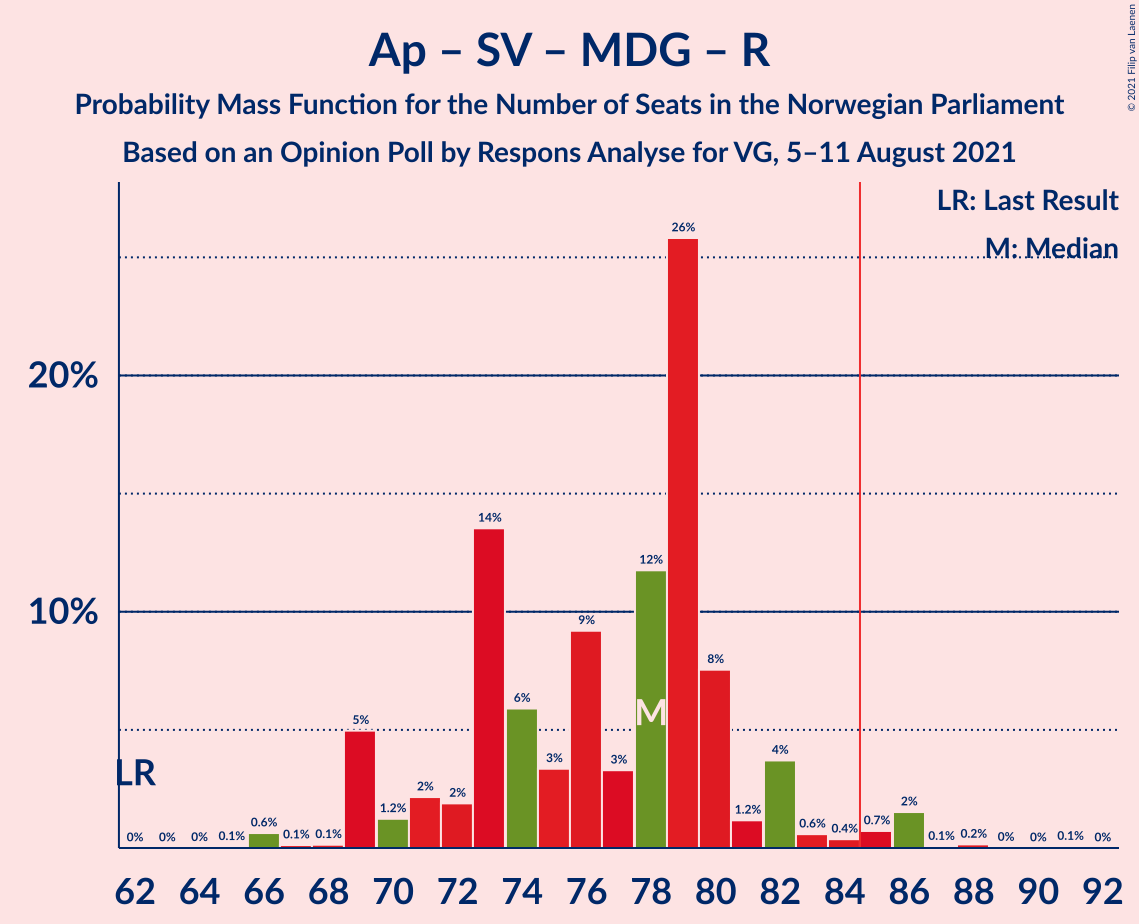 Ap – SV – MDG – R
Probability Mass Function for the Number of Seats in the Norwegian Parliament
Based on an Opinion Poll by Respons Analyse for VG, 5–11 August 2021
© 2021 Filip van Laenen
LR: Last Result
M: Median
20%
10%
0% 0% 0% 0.1% 0.6% 0.1% 0.1% 5% 1.2% 2% 2% 14% 6% 3% 9% 3% 12% 26% 8% 1.2% 4% 0.6% 0.4% 0.7% 2% 0.1% 0.2% 0% 0% 0.1% 0%
LR
M
62 64 66 68 70 72 74 76 78 80 82 84 86 88 90 92